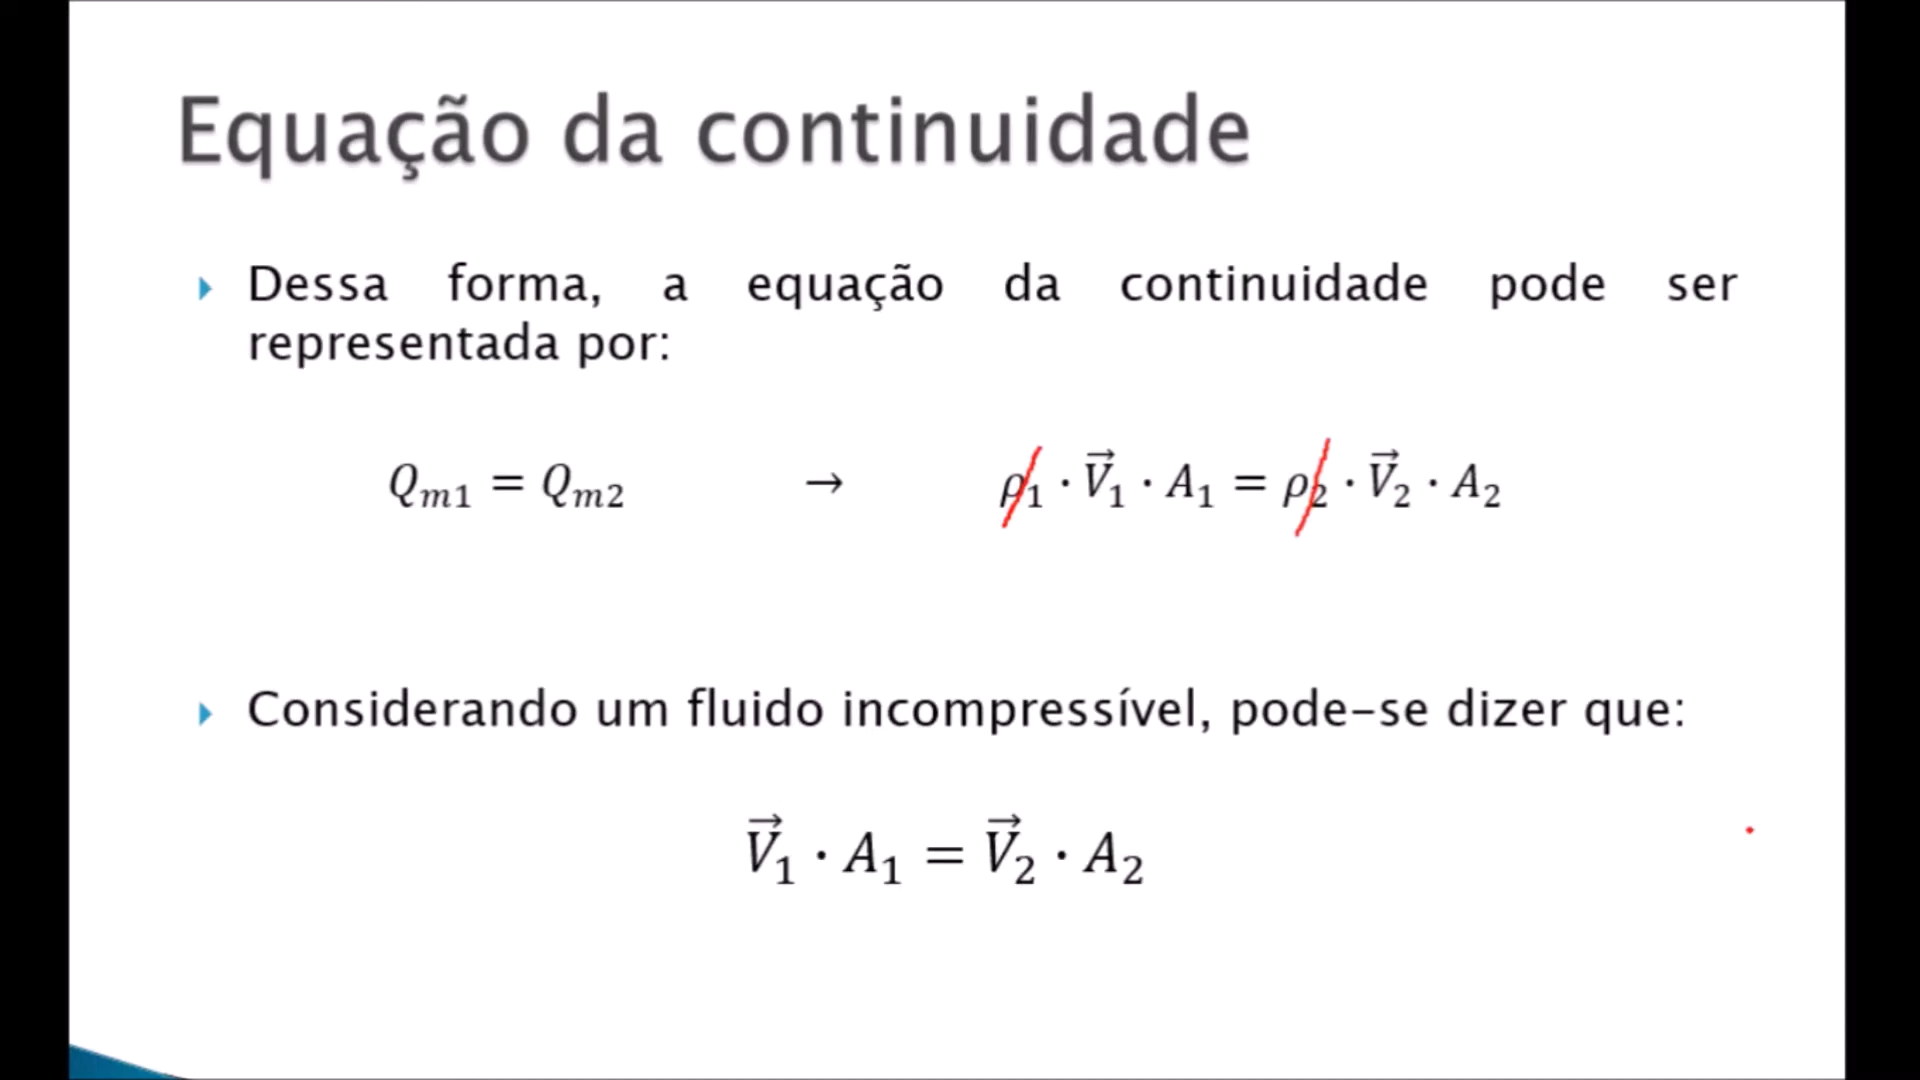 Equação da continuidade
Dessa forma, a equação da continuidade pode ser
representada por:
Qₘ₁ = Qₘ₂ → ρ₁ · V⃗₁ · A₁ = ρ₂ · V⃗₂ · A₂
Considerando um fluido incompressível, pode-se dizer que:
V⃗₁ · A₁ = V⃗₂ · A₂